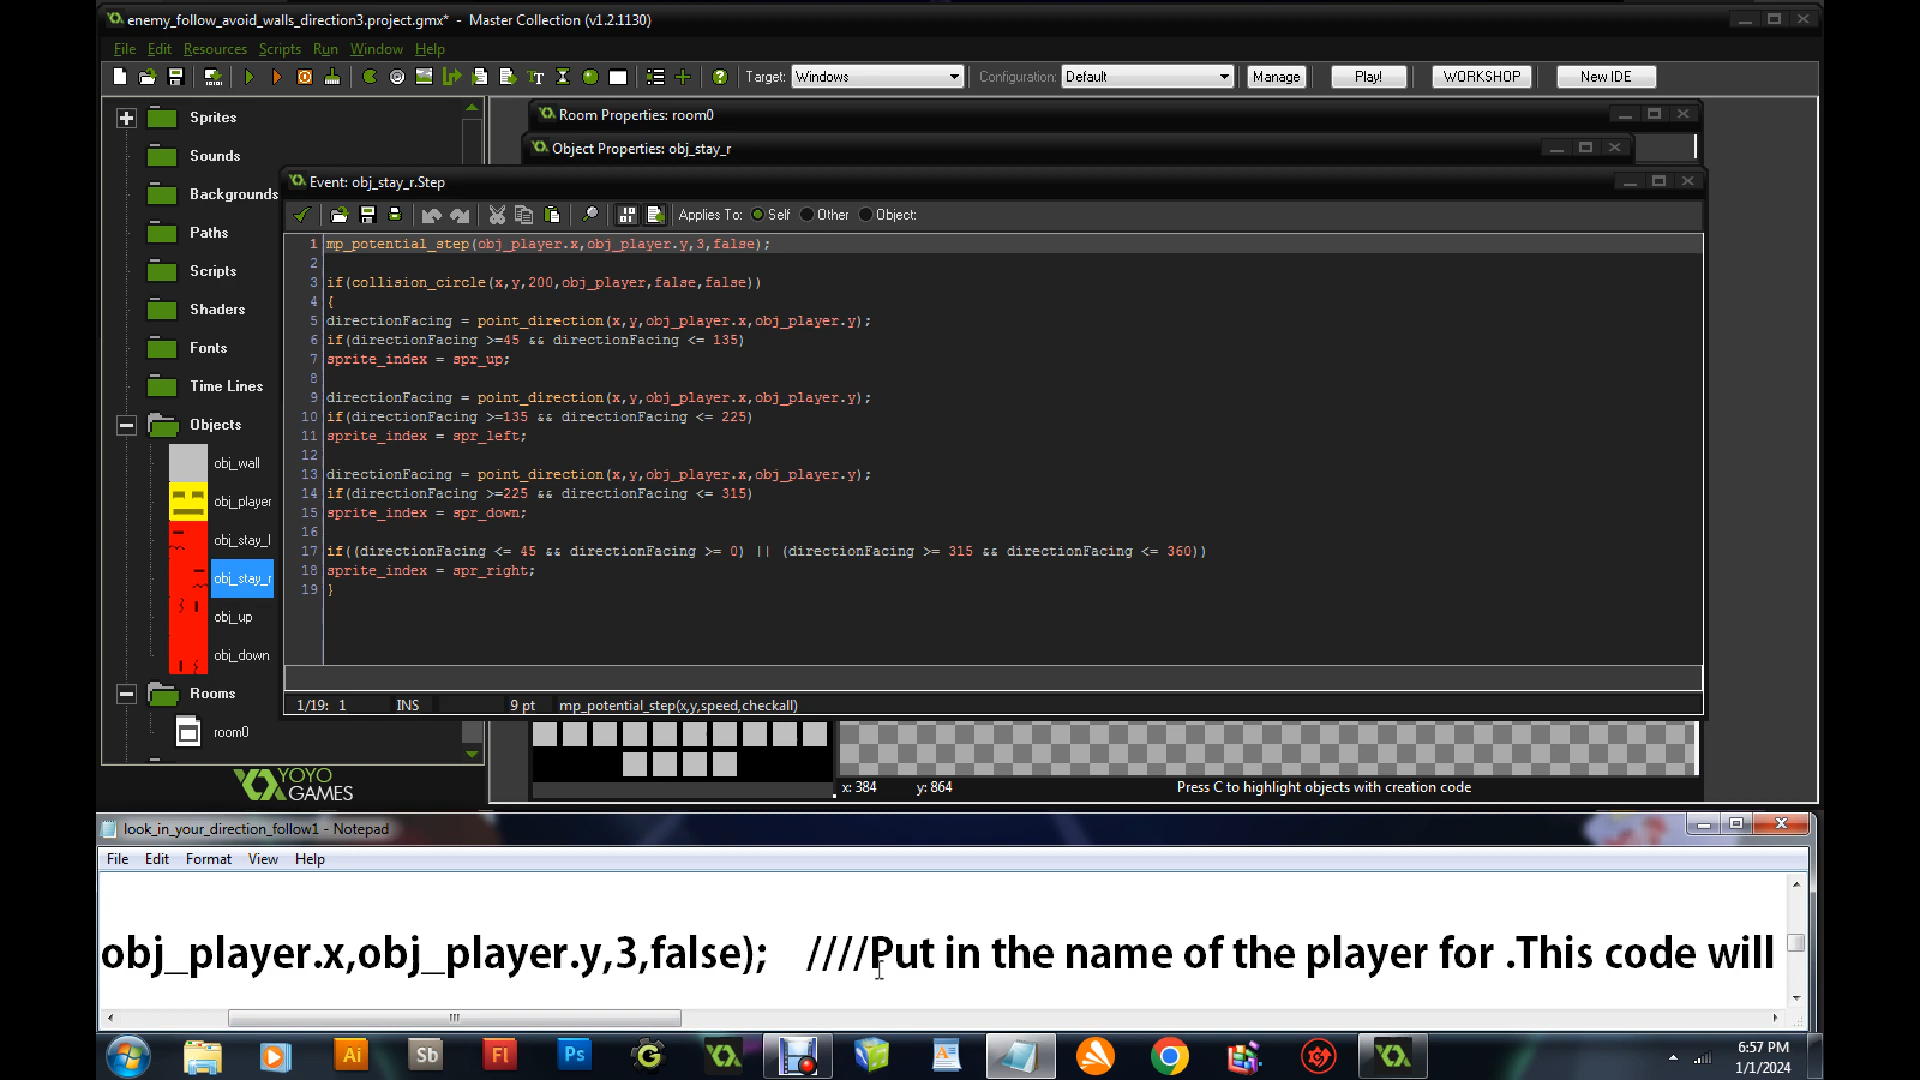 enemy_follow_avoid_walls_direction3.project.gmx* - Master Collection (v1.2.1130)
File Edit Resources Scripts Run Window Help
Target: Windows Configuration: Default Manage Play! WORKSHOP New IDE
Sprites
Sounds
Backgrounds
Paths
Scripts
Shaders
Fonts
Time Lines
Objects
obj_wall
obj_player
obj_stay_l
obj_stay_r
obj_up
obj_down
Rooms
room0
YOYO
GAMES
Room Properties: room0
Object Properties: obj_stay_r
Event: obj_stay_r.Step
Applies To: Self Other Object:
1 mp_potential_step(obj_player.x,obj_player.y,3,false);
2
3 if(collision_circle(x,y,200,obj_player,false,false))
4 {
5 directionFacing = point_direction(x,y,obj_player.x,obj_player.y);
6 if(directionFacing >=45 && directionFacing <= 135)
7 sprite_index = spr_up;
8
9 directionFacing = point_direction(x,y,obj_player.x,obj_player.y);
10 if(directionFacing >=135 && directionFacing <= 225)
11 sprite_index = spr_left;
12
13 directionFacing = point_direction(x,y,obj_player.x,obj_player.y);
14 if(directionFacing >=225 && directionFacing <= 315)
15 sprite_index = spr_down;
16
17 if((directionFacing <= 45 && directionFacing >= 0) || (directionFacing >= 315 && directionFacing <= 360))
18 sprite_index = spr_right;
19 }
1/19: 1 INS 9 pt mp_potential_step(x,y,speed,checkall)
x: 384 y: 864 Press C to highlight objects with creation code
look_in_your_direction_follow1 - Notepad
File Edit Format View Help
obj_player.x,obj_player.y,3,false); ////Put in the name of the player for .This code will
Ai Sb Fl Ps
6:57 PM
1/1/2024